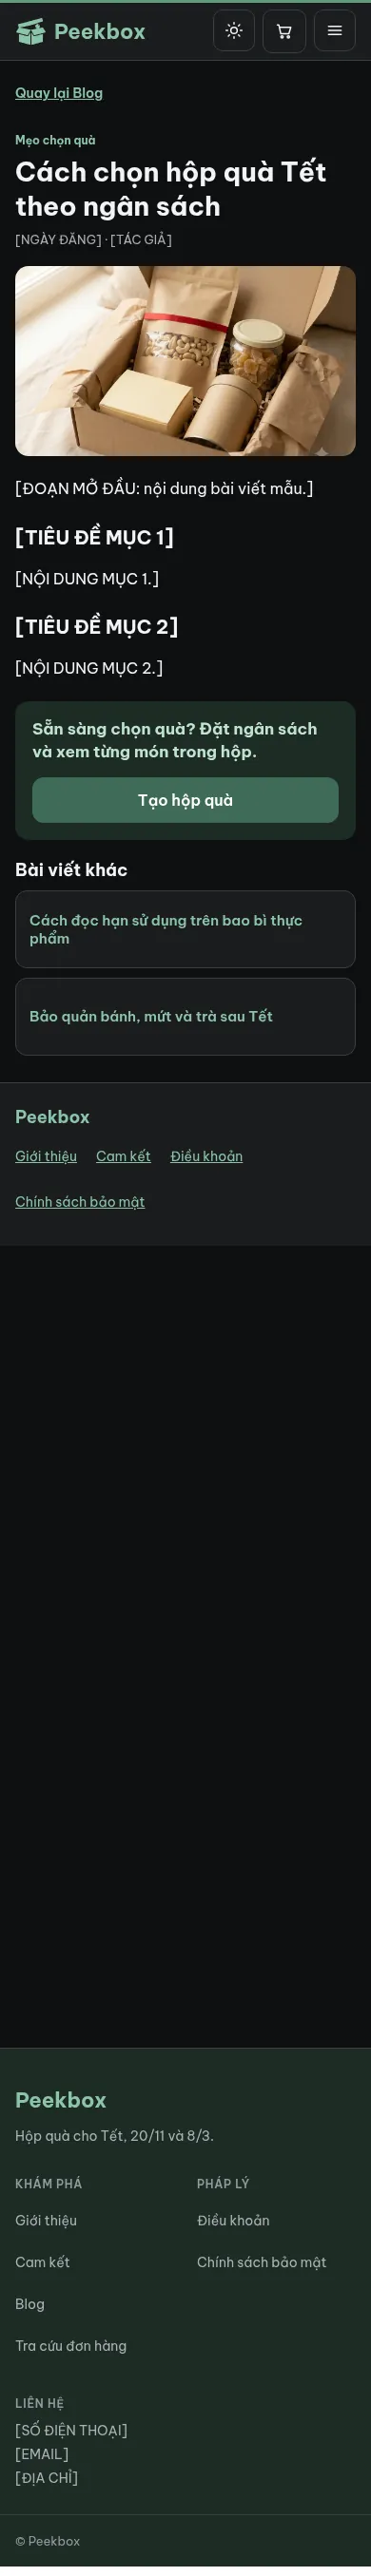 Peekbox
Quay lại Blog
Mẹo chọn quà
Cách chọn hộp quà Tết
theo ngân sách
[NGÀY ĐĂNG] · [TÁC GIẢ]
[ĐOẠN MỞ ĐẦU: nội dung bài viết mẫu.]
[TIÊU ĐỀ MỤC 1]
[NỘI DUNG MỤC 1.]
[TIÊU ĐỀ MỤC 2]
[NỘI DUNG MỤC 2.]
Sẵn sàng chọn quà? Đặt ngân sách
và xem từng món trong hộp.
Tạo hộp quà
Bài viết khác
Cách đọc hạn sử dụng trên bao bì thực
phẩm
Bảo quản bánh, mứt và trà sau Tết
Peekbox
Giới thiệu Cam kết Điều khoản
Chính sách bảo mật
Peekbox
Hộp quà cho Tết, 20/11 và 8/3.
KHÁM PHÁ
Giới thiệu
Cam kết
Blog
Tra cứu đơn hàng
PHÁP LÝ
Điều khoản
Chính sách bảo mật
LIÊN HỆ
[SỐ ĐIỆN THOẠI]
[EMAIL]
[ĐỊA CHỈ]
© Peekbox